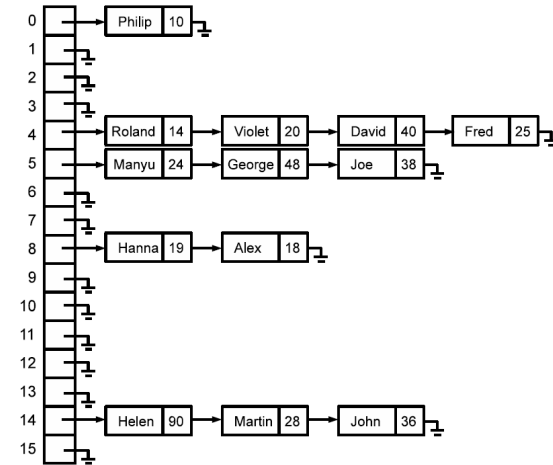 0 Philip 10
1
2
3
4 Roland 14 Violet 20 David 40 Fred 25
5 Manyu 24 George 48 Joe 38
6
7
8 Hanna 19 Alex 18
9
10
11
12
13
14 Helen 90 Martin 28 John 36
15